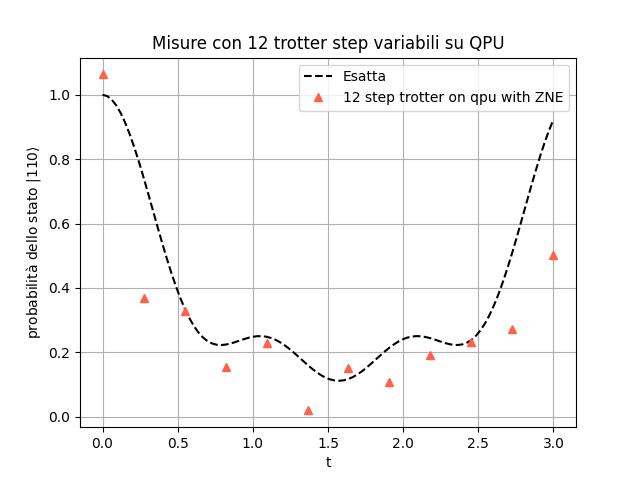 Misure con 12 trotter step variabili su QPU
Esatta
12 step trotter on qpu with ZNE
probabilità dello stato |110⟩
1.0
0.8
0.6
0.4
0.2
0.0
0.0 0.5 1.0 1.5 2.0 2.5 3.0
t